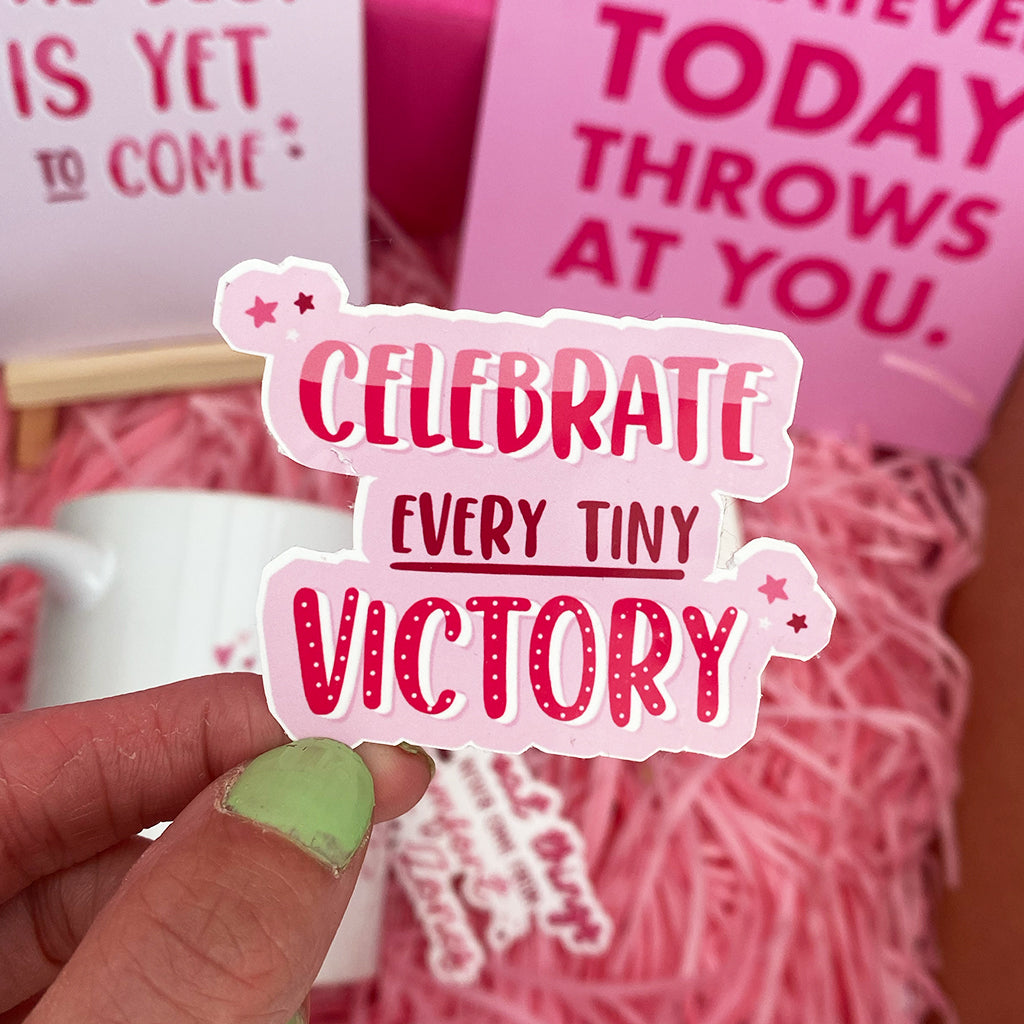 IS YET
TO COME
TODAY
THROWS
AT YOU.
CELEBRATE
EVERY TINY
VICTORY